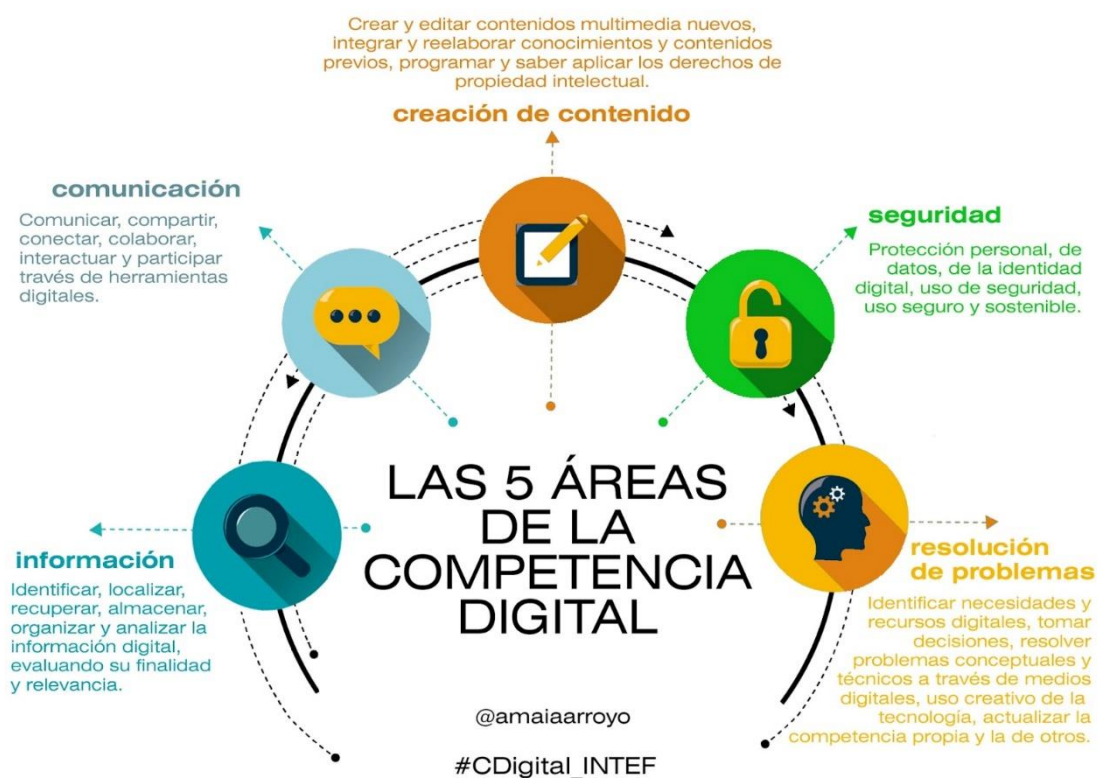 Crear y editar contenidos multimedia nuevos,
integrar y reelaborar conocimientos y contenidos
previos, programar y saber aplicar los derechos de
propiedad intelectual.
creación de contenido
comunicación
Comunicar, compartir,
conectar, colaborar,
interactuar y participar
través de herramientas
digitales.
seguridad
Protección personal, de
datos, de la identidad
digital, uso de seguridad,
uso seguro y sostenible.
información
Identificar, localizar,
recuperar, almacenar,
organizar y analizar la
información digital,
evaluando su finalidad
y relevancia.
LAS 5 ÁREAS
DE LA
COMPETENCIA
DIGITAL
resolución
de problemas
Identificar necesidades y
recursos digitales, tomar
decisiones, resolver
problemas conceptuales y
técnicos a través de medios
digitales, uso creativo de la
tecnología, actualizar la
competencia propia y la de otros.
@amaiaarroyo
#CDigital_INTEF